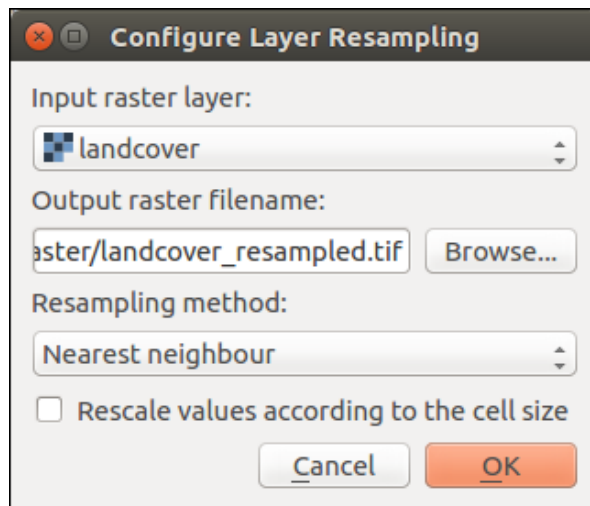 Configure Layer Resampling
Input raster layer:
landcover
Output raster filename:
aster/landcover_resampled.tif Browse...
Resampling method:
Nearest neighbour
Rescale values according to the cell size
Cancel OK